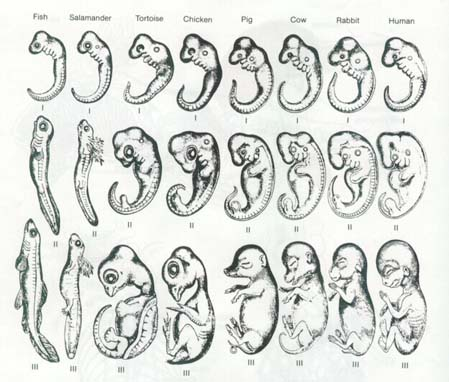 Fish Salamander Tortoise Chicken Pig Cow Rabbit Human
I I I I I I I I
II II II II II II II II
III III III III III III III III